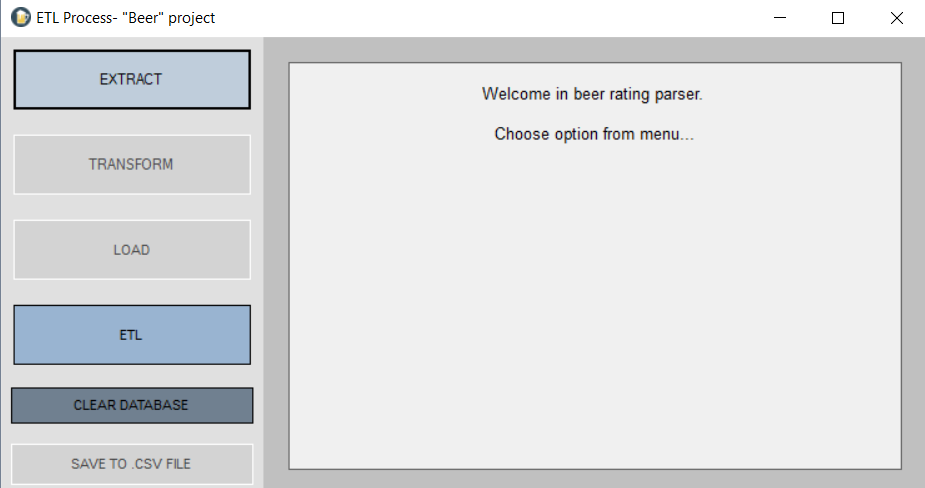 ETL Process- "Beer" project
EXTRACT
TRANSFORM
LOAD
ETL
CLEAR DATABASE
SAVE TO .CSV FILE
Welcome in beer rating parser.
Choose option from menu...